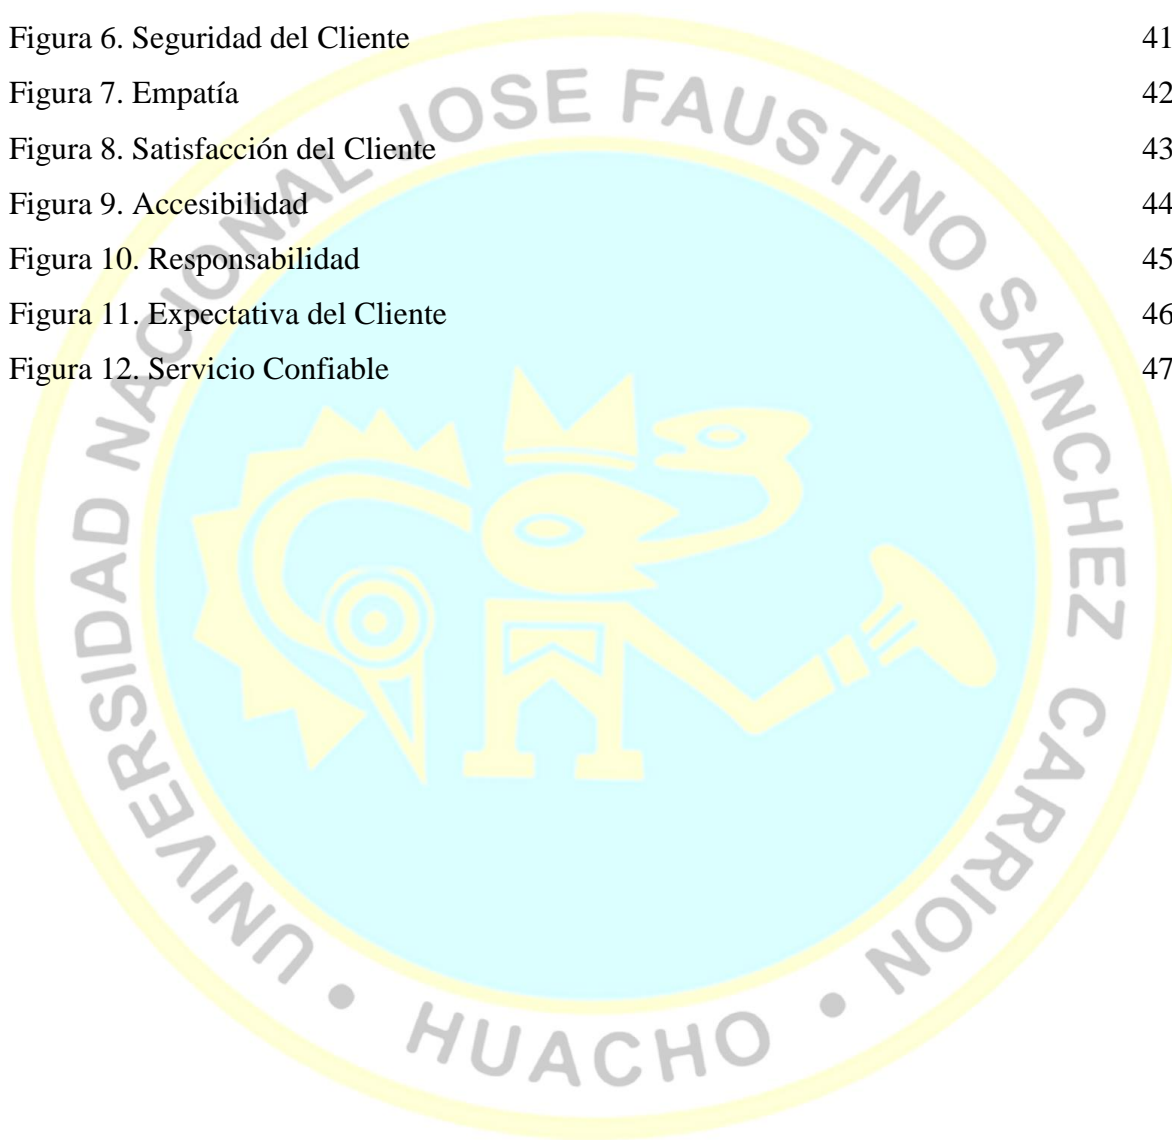 Figura 6. Seguridad del Cliente 41
Figura 7. Empatía 42
Figura 8. Satisfacción del Cliente 43
Figura 9. Accesibilidad 44
Figura 10. Responsabilidad 45
Figura 11. Expectativa del Cliente 46
Figura 12. Servicio Confiable 47
UNIVERSIDAD NACIONAL JOSE FAUSTINO SANCHEZ CARRION • HUACHO •